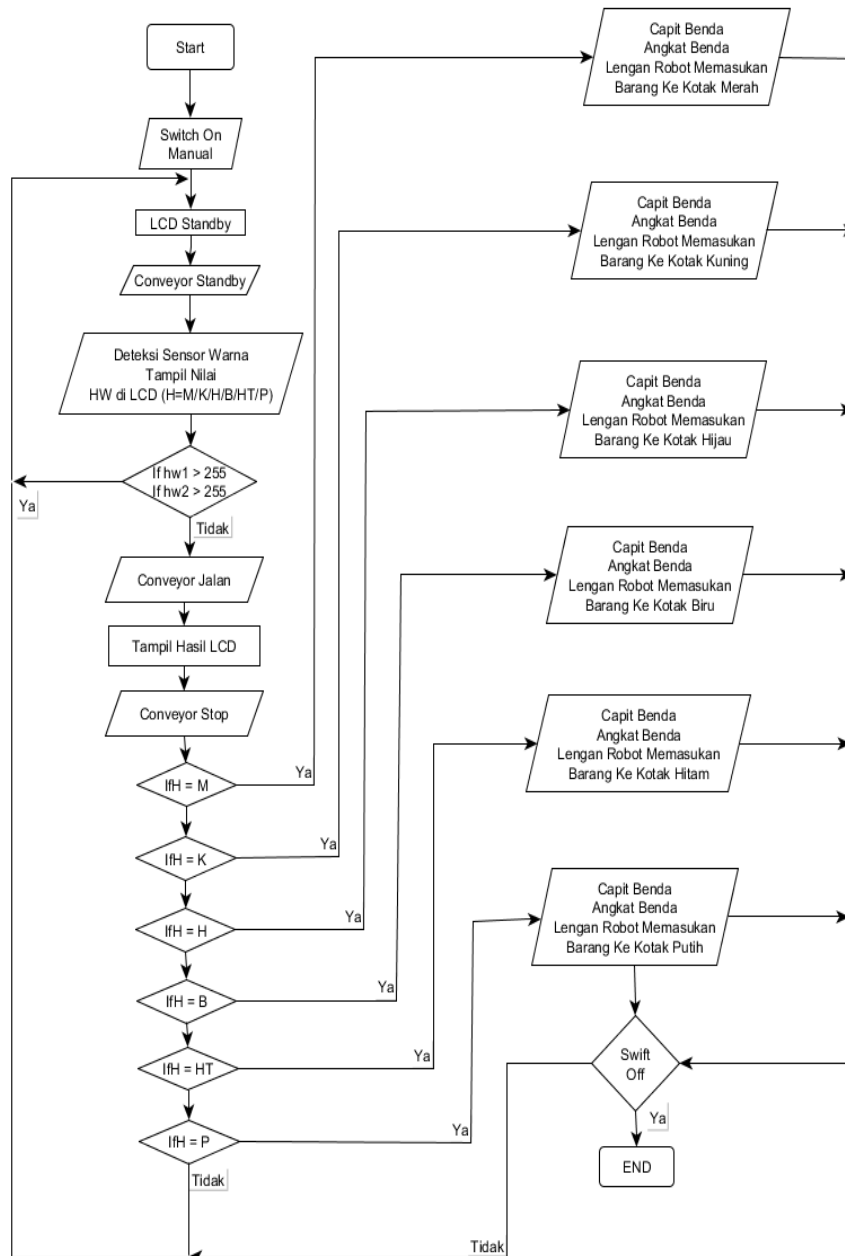 Start
Switch On
Manual
LCD Standby
Conveyor Standby
Deteksi Sensor Warna
Tampil Nilai
HW di LCD (H=M/K/H/B/HT/P)
If hw1 > 255
If hw2 > 255
Ya
Tidak
Conveyor Jalan
Tampil Hasil LCD
Conveyor Stop
IfH = M
Ya
IfH = K
Ya
IfH = H
Ya
IfH = B
Ya
IfH = HT
Ya
IfH = P
Ya
Tidak
Capit Benda
Angkat Benda
Lengan Robot Memasukan
Barang Ke Kotak Merah
Capit Benda
Angkat Benda
Lengan Robot Memasukan
Barang Ke Kotak Kuning
Capit Benda
Angkat Benda
Lengan Robot Memasukan
Barang Ke Kotak Hijau
Capit Benda
Angkat Benda
Lengan Robot Memasukan
Barang Ke Kotak Biru
Capit Benda
Angkat Benda
Lengan Robot Memasukan
Barang Ke Kotak Hitam
Capit Benda
Angkat Benda
Lengan Robot Memasukan
Barang Ke Kotak Putih
Swift
Off
Ya
END
Tidak